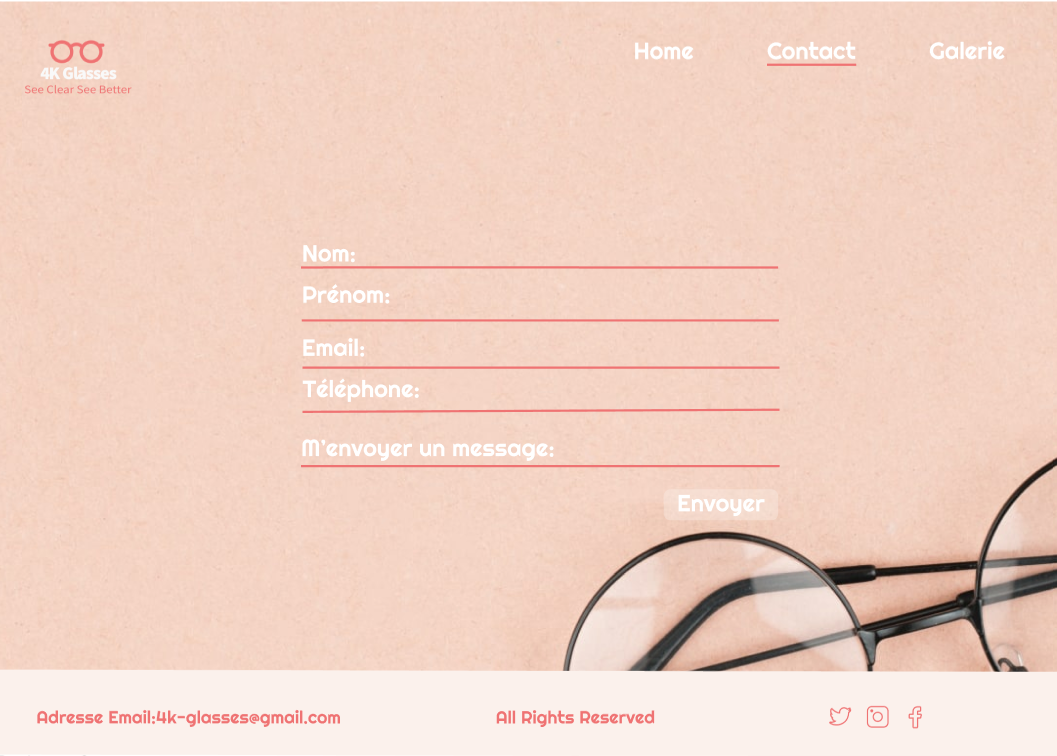 4K Glasses
See Clear See Better
Home Contact Galerie
Nom:
Prénom:
Email:
Téléphone:
M'envoyer un message:
Envoyer
Adresse Email:4k-glasses@gmail.com All Rights Reserved